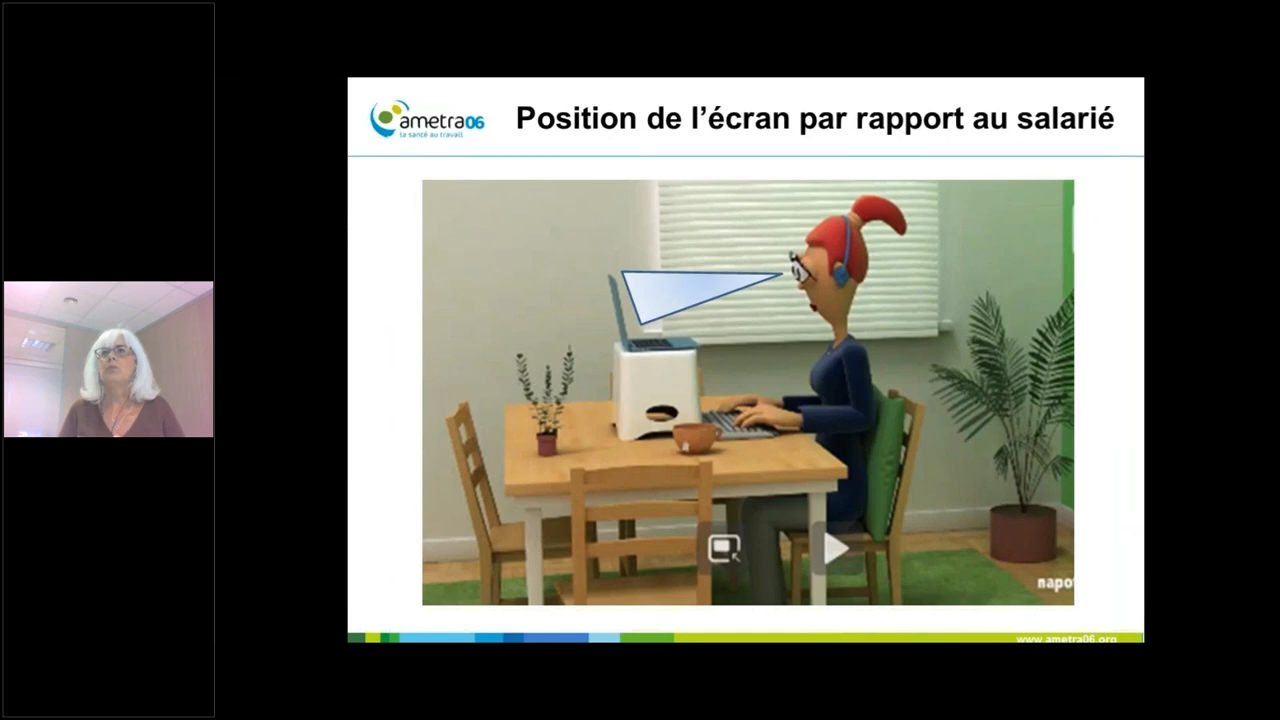 ametra06
la santé au travail
Position de l'écran par rapport au salarié
napo
www.ametra06.org